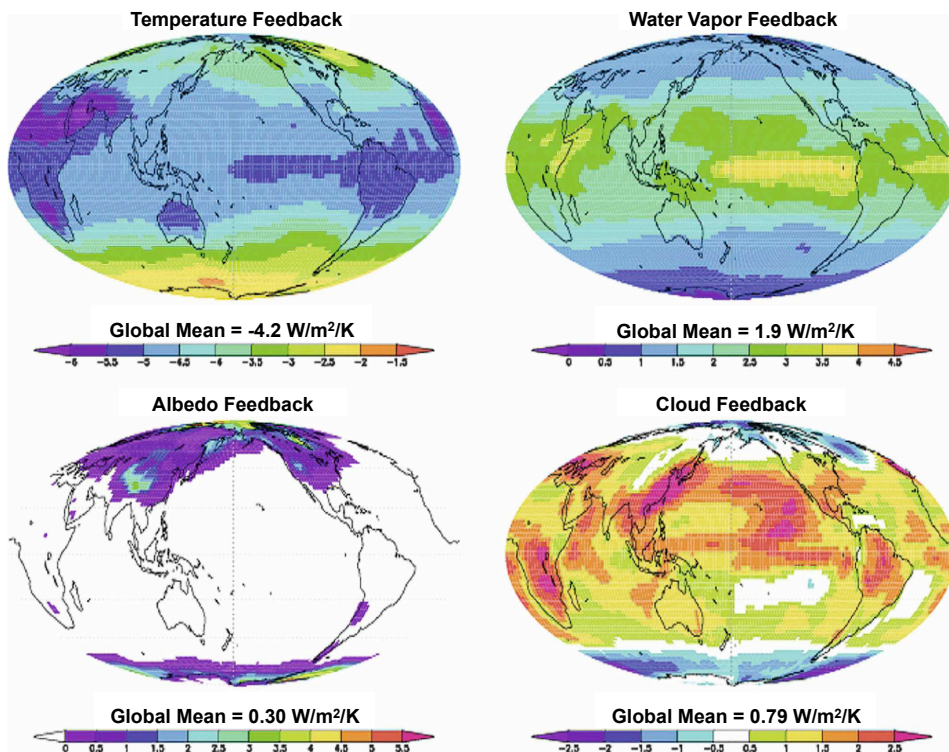 Temperature Feedback
Water Vapor Feedback
Global Mean = -4.2 W/m²/K
Global Mean = 1.9 W/m²/K
-6 -5.5 -5 -4.5 -4 -3.5 -3 -2.5 -2 -1.5
0 0.5 1 1.5 2 2.5 3 3.5 4 4.5
Albedo Feedback
Cloud Feedback
Global Mean = 0.30 W/m²/K
Global Mean = 0.79 W/m²/K
0 0.5 1 1.5 2 2.5 3 3.5 4 4.5 5 5.5
-2.5 -2 -1.5 -1 -0.5 0.5 1 1.5 2 2.5